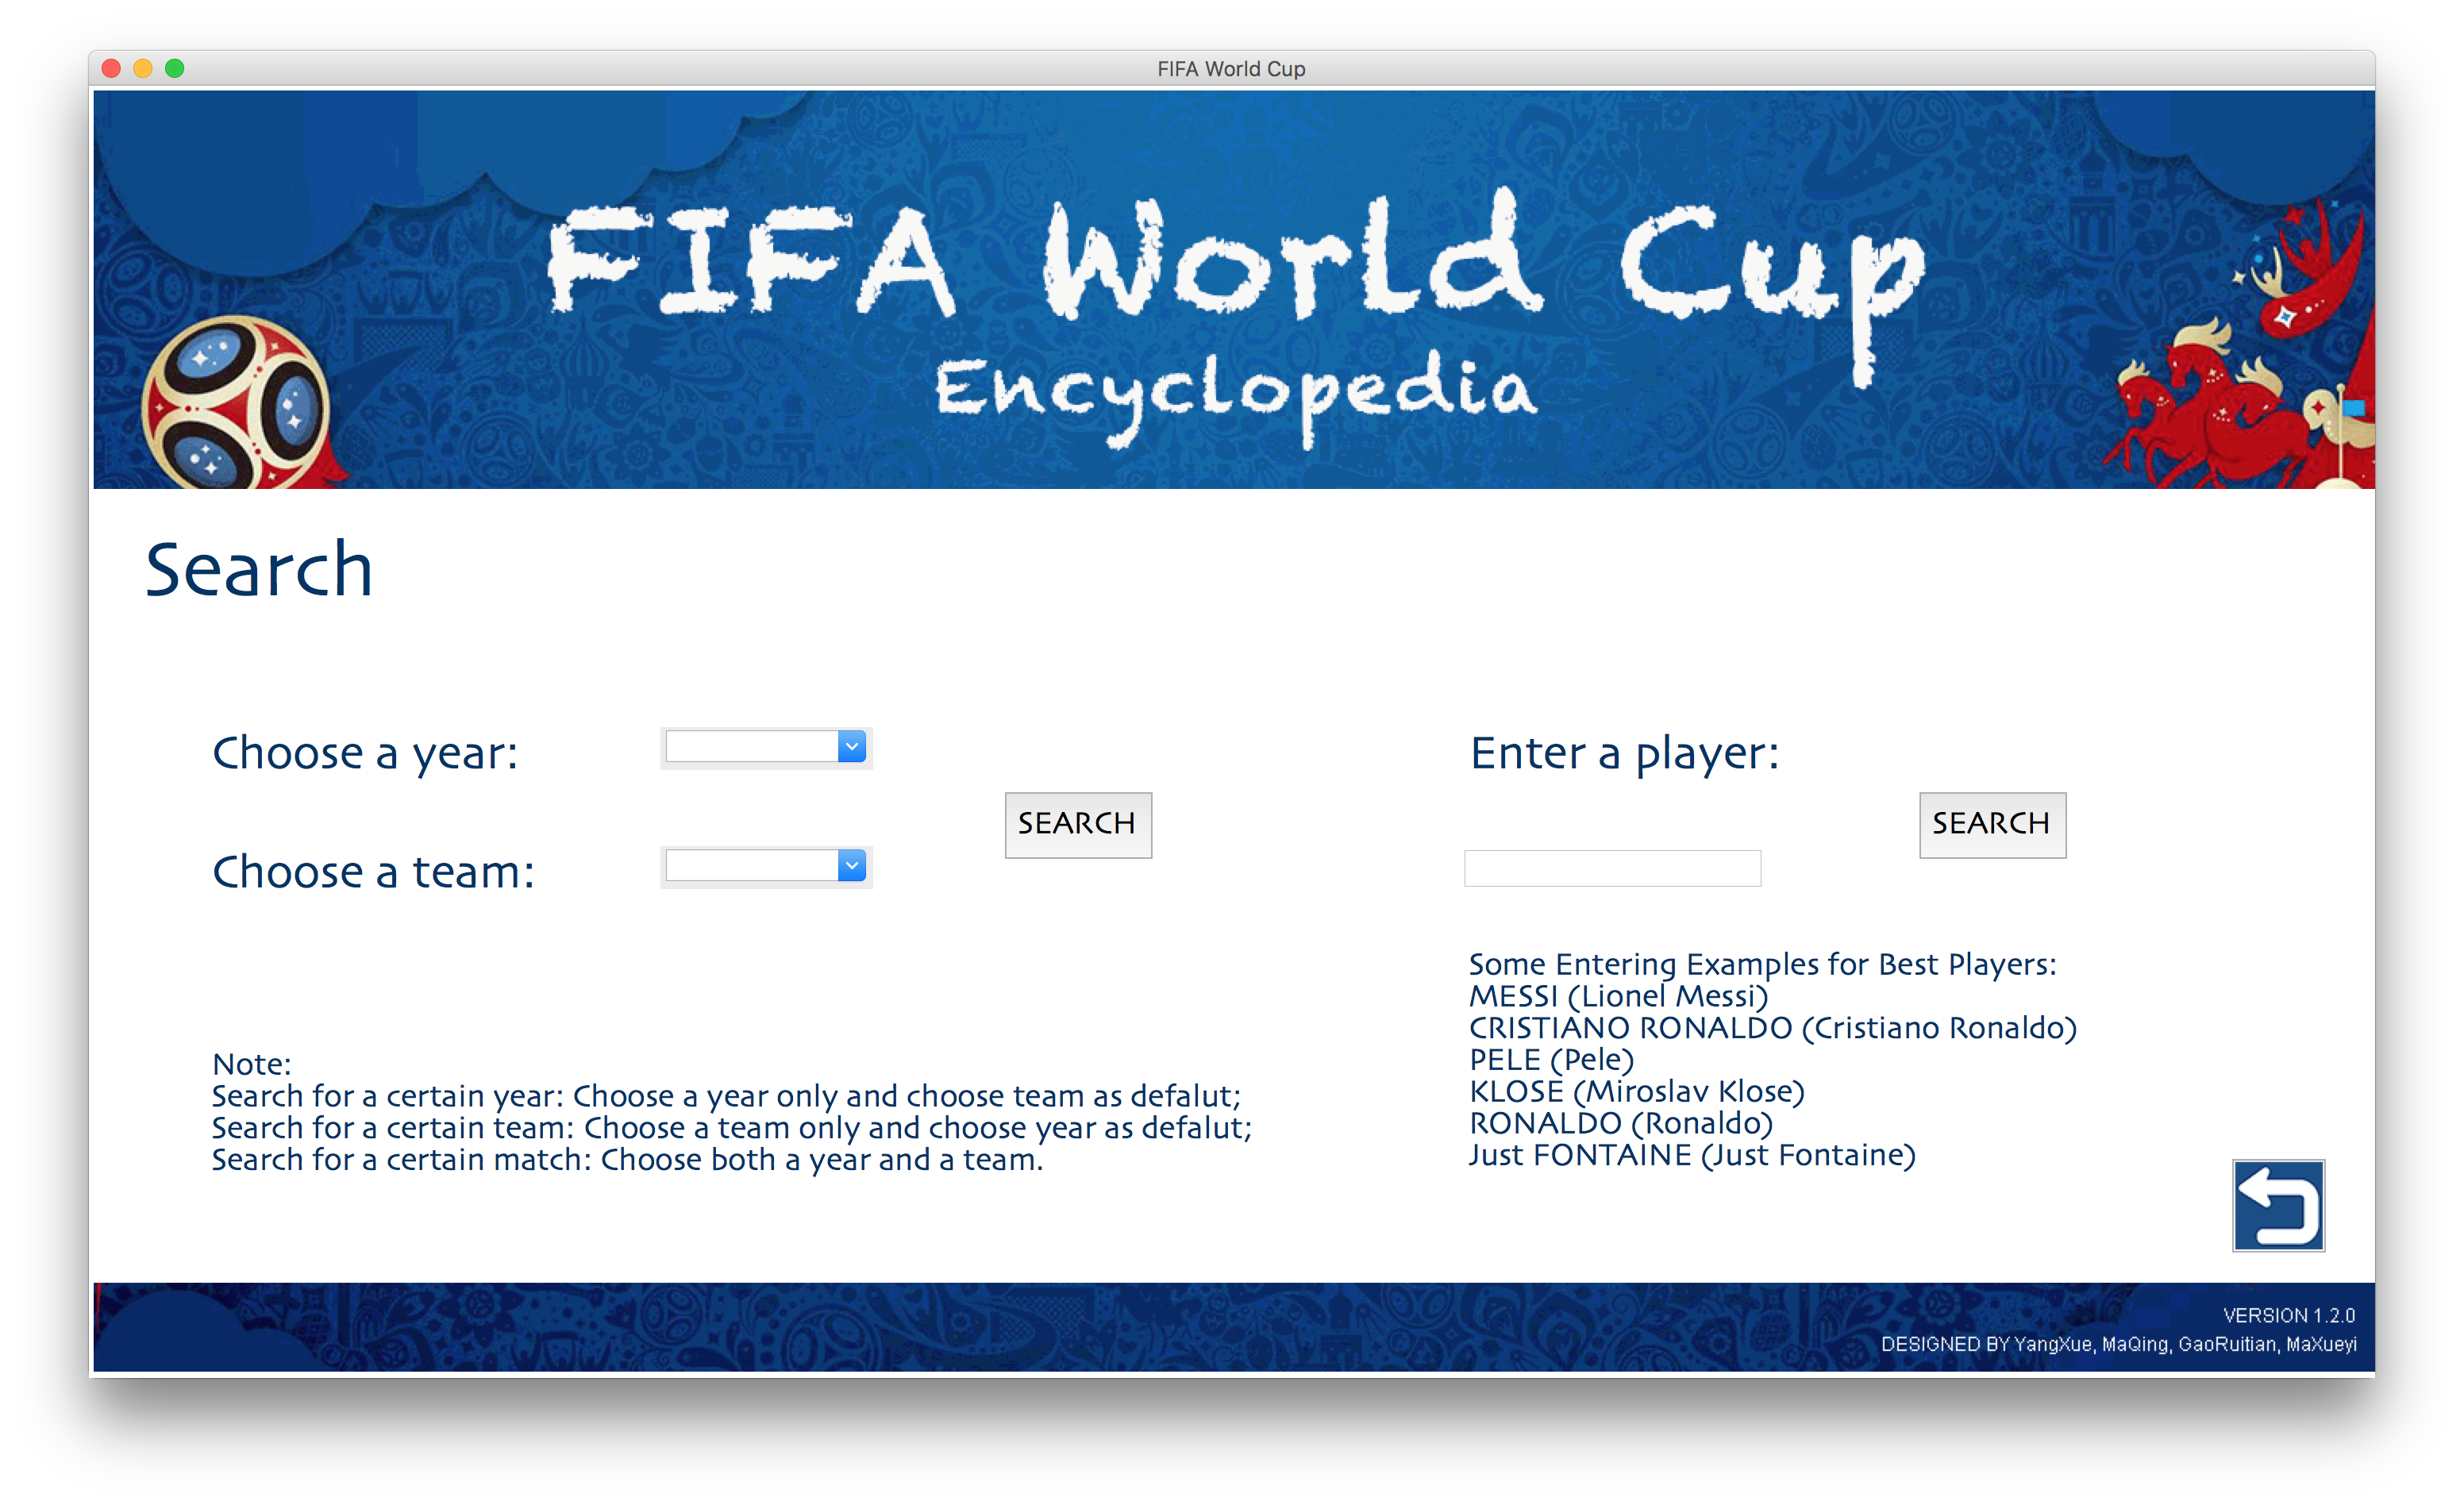 FIFA World Cup
FIFA World Cup
Encyclopedia
Search
Choose a year:
Choose a team:
SEARCH
Note:
Search for a certain year: Choose a year only and choose team as defalut;
Search for a certain team: Choose a team only and choose year as defalut;
Search for a certain match: Choose both a year and a team.
Enter a player:
SEARCH
Some Entering Examples for Best Players:
MESSI (Lionel Messi)
CRISTIANO RONALDO (Cristiano Ronaldo)
PELE (Pele)
KLOSE (Miroslav Klose)
RONALDO (Ronaldo)
Just FONTAINE (Just Fontaine)
VERSION 1.2.0
DESIGNED BY YangXue, MaQing, GaoRuitian, MaXueyi